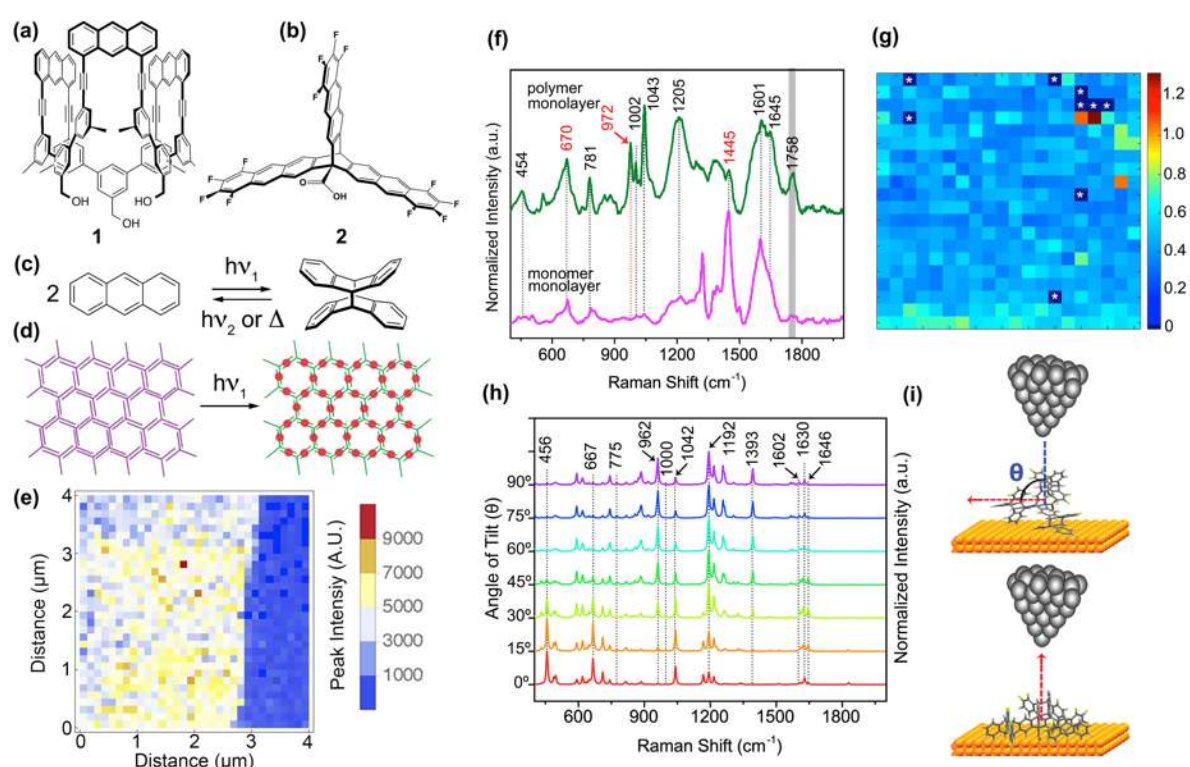 (a)
(b)
F
F
F
F
F
F
F
F
F
F
F
F
O
OH
OH
OH
OH
1
2
(c)
2
hν1
hν2 or Δ
(d)
hν1
(e)
Distance (μm)
4
3
2
1
0
0 1 2 3 4
Distance (μm)
Peak Intensiy (A.U.)
9000
7000
5000
3000
1000
(f)
Normalized Intensity (a.u.)
polymer
monolayer
454
670
781
972
1002
1043
1205
1445
1601
1645
1758
monomer
monolayer
600 900 1200 1500 1800
Raman Shift (cm-1)
(g)
* * * * * * * * * *
1.2
1.0
0.8
0.6
0.4
0.2
0
(h)
Angle of Tilt (θ)
456
667
775
962
1000
1042
1192
1393
1602
1630
1646
90º
75º
60º
45º
30º
15º
0º
Normalized Intensity (a.u.)
600 900 1200 1500 1800
Raman Shift (cm-1)
(i)
θ